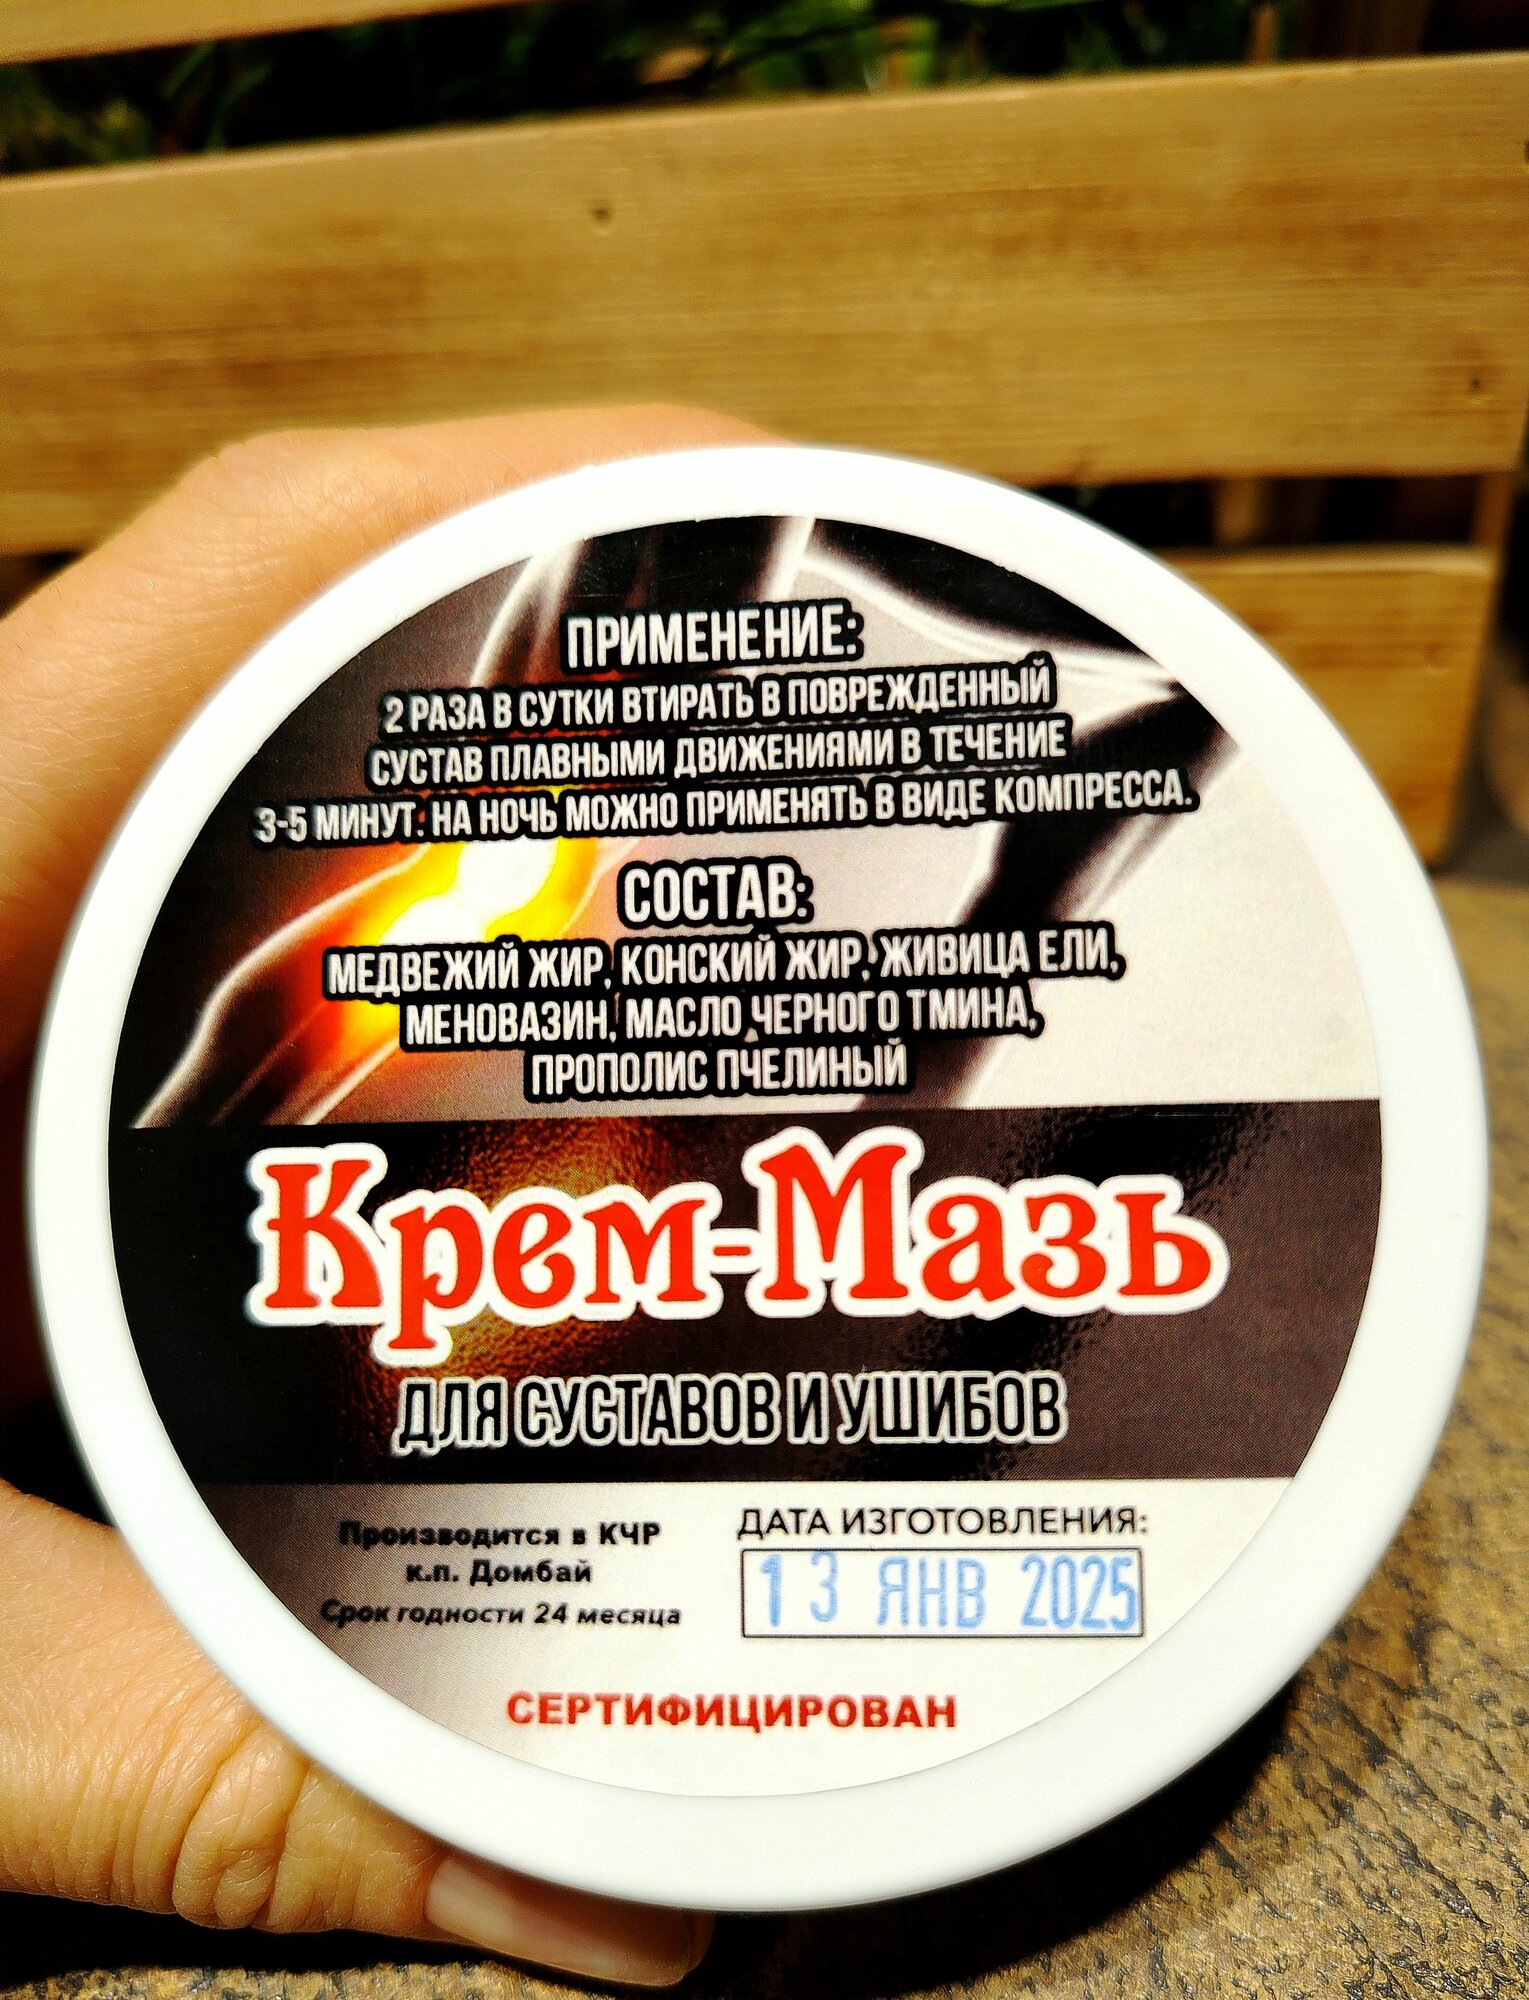 ПРИМЕНЕНИЕ:
2 РАЗА В СУТКИ ВТИРАТЬ В ПОВРЕЖДЕННЫЙ
СУСТАВ ПЛАВНЫМИ ДВИЖЕНИЯМИ В ТЕЧЕНИЕ
3-5 МИНУТ. НА НОЧЬ МОЖНО ПРИМЕНЯТЬ В ВИДЕ КОМПРЕССА.
СОСТАВ:
МЕДВЕЖИЙ ЖИР, КОНСКИЙ ЖИР, ЖИВИЦА ЕЛИ,
МЕНОВАЗИН, МАСЛО ЧЕРНОГО ТМИНА,
ПРОПОЛИС ПЧЕЛИНЫЙ
Крем-Мазь
ДЛЯ СУСТАВОВ И УШИБОВ
Производится в КЧР
к.п. Домбай
Срок годности 24 месяца
ДАТА ИЗГОТОВЛЕНИЯ:
13 ЯНВ 2025
СЕРТИФИЦИРОВАН